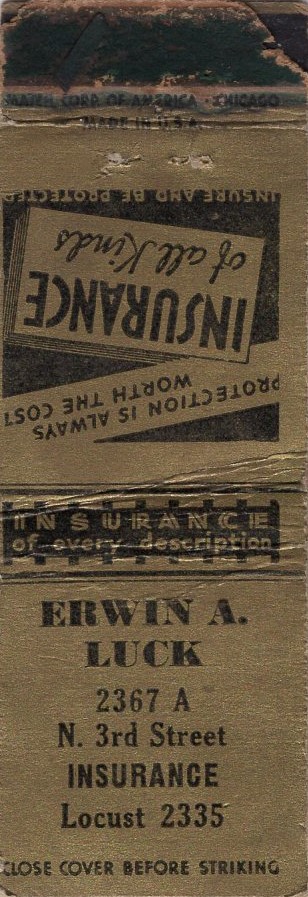 MATCH CORP. OF AMERICA · CHICAGO
MADE IN U.S.A.
PROTECTION IS ALWAYS
WORTH THE COST
INSURANCE
of all Kinds
INSURE AND BE PROTECTED
INSURANCE
of every description
ERWIN A.
LUCK
2367 A
N. 3rd Street
INSURANCE
Locust 2335
CLOSE COVER BEFORE STRIKING